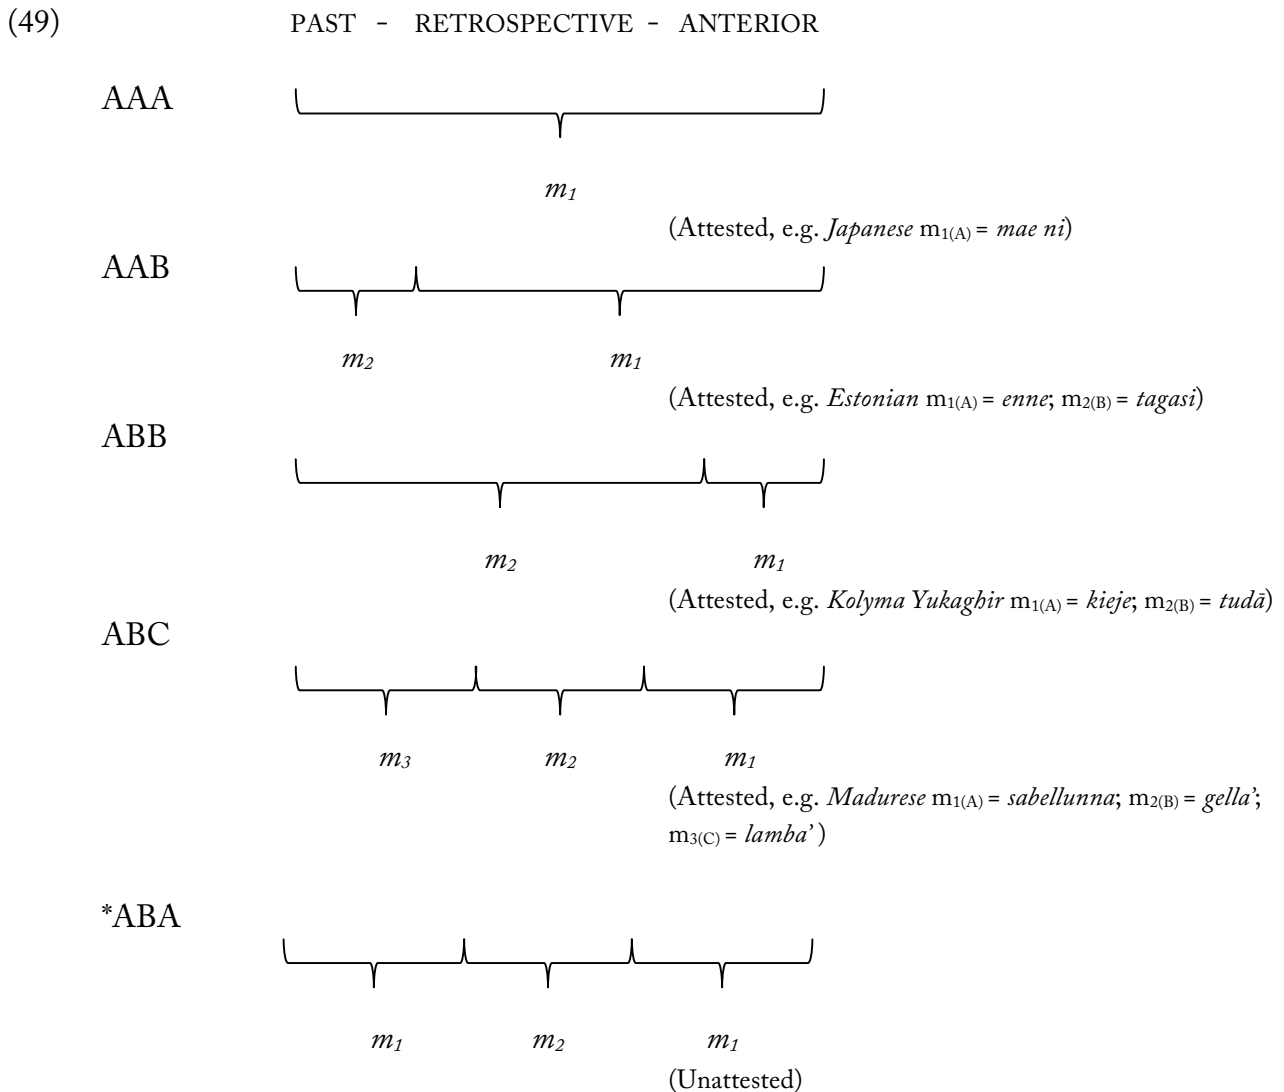 (49) PAST - RETROSPECTIVE - ANTERIOR
AAA
m1
(Attested, e.g. Japanese m1(A) = mae ni)
AAB
m2 m1
(Attested, e.g. Estonian m1(A) = enne; m2(B) = tagasi)
ABB
m2 m1
(Attested, e.g. Kolyma Yukaghir m1(A) = kieje; m2(B) = tudā)
ABC
m3 m2 m1
(Attested, e.g. Madurese m1(A) = sabellunna; m2(B) = gella’;
m3(C) = lamba’ )
*ABA
m1 m2 m1
(Unattested)